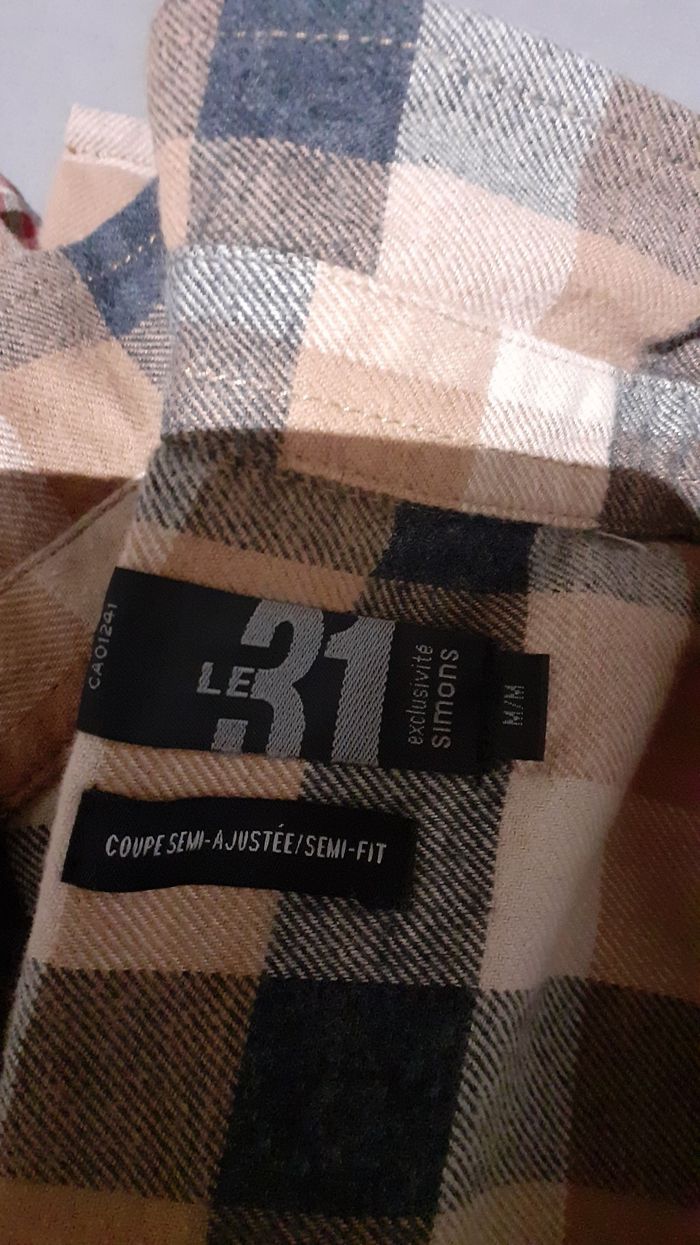 CA01241
LE 31
exclusivité
simons
M/M
COUPE SEMI-AJUSTÉE/SEMI-FIT